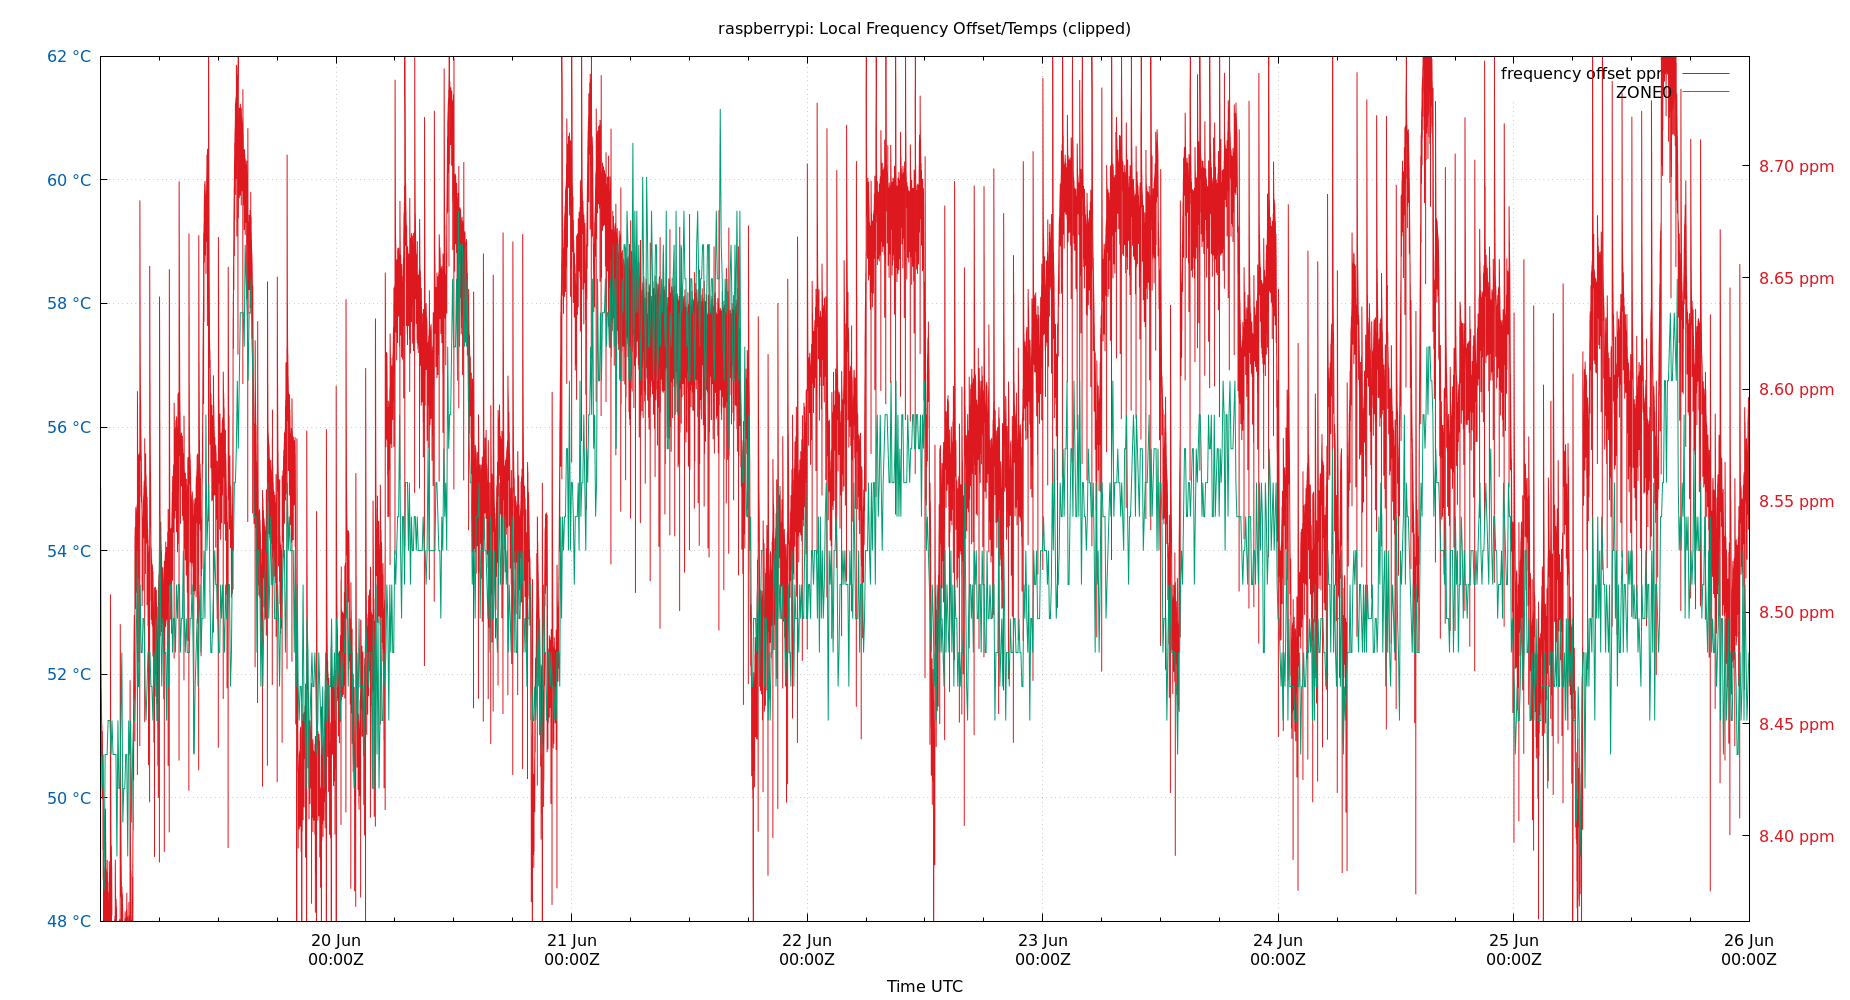 raspberrypi: Local Frequency Offset/Temps (clipped)
62 °C
60 °C
58 °C
56 °C
54 °C
52 °C
50 °C
48 °C
frequency offset ppm
ZONE0
8.70 ppm
8.65 ppm
8.60 ppm
8.55 ppm
8.50 ppm
8.45 ppm
8.40 ppm
20 Jun
00:00Z
21 Jun
00:00Z
22 Jun
00:00Z
23 Jun
00:00Z
24 Jun
00:00Z
25 Jun
00:00Z
26 Jun
00:00Z
Time UTC